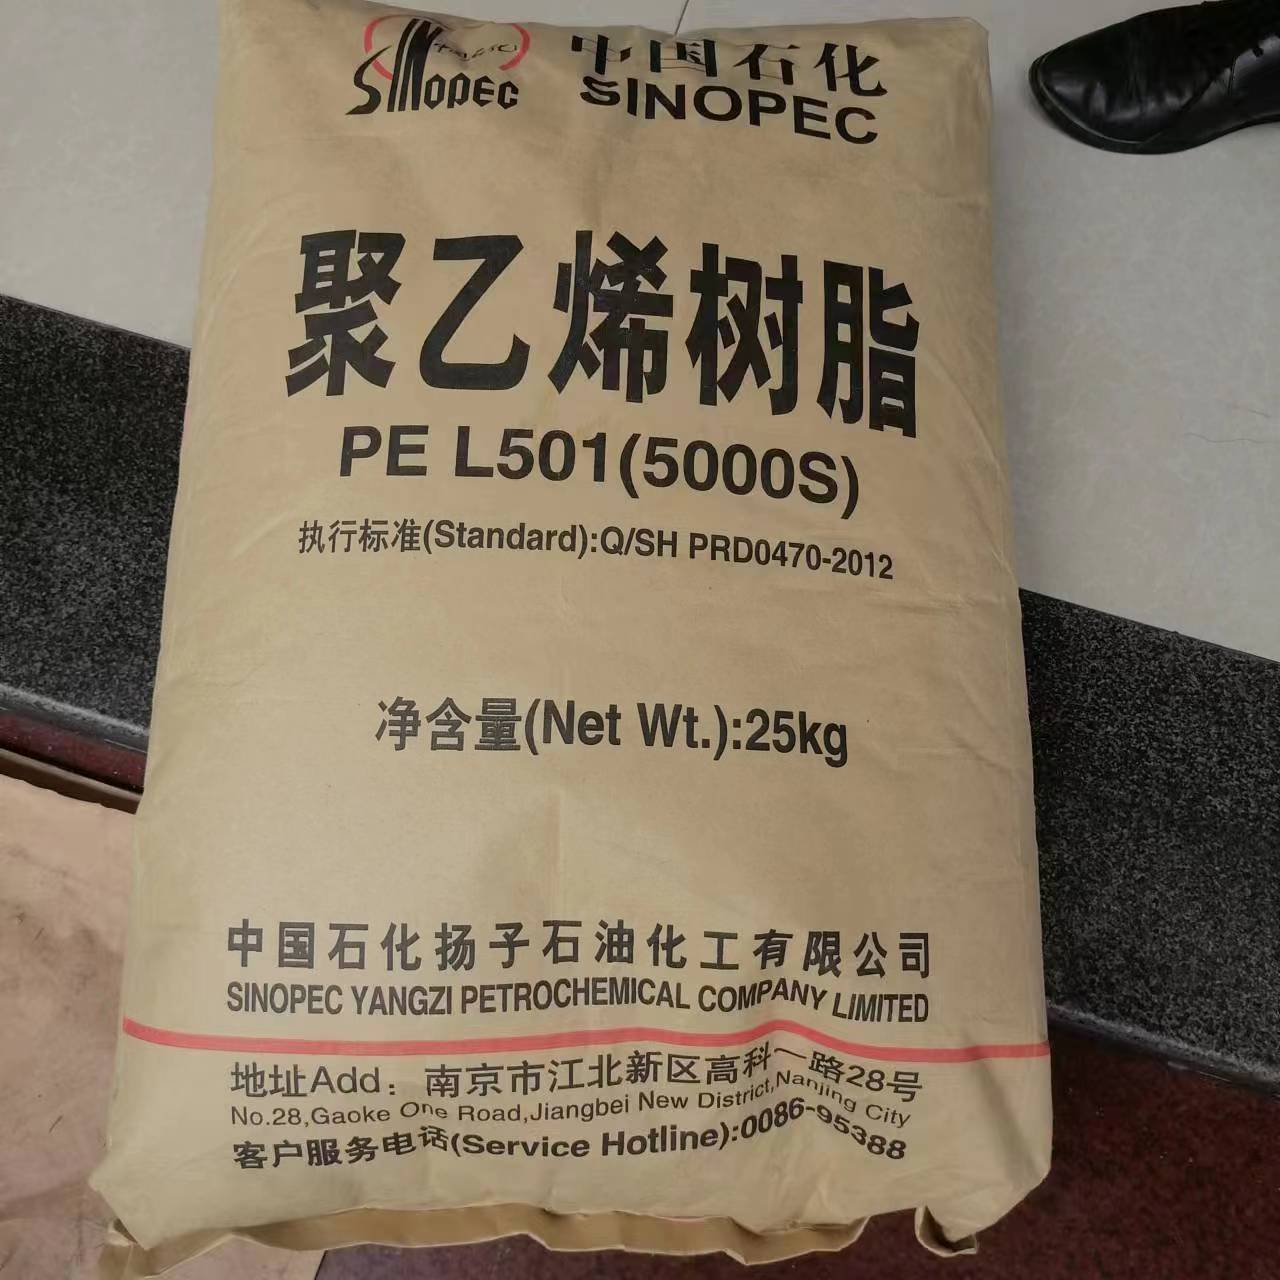 SINOPEC
中国石化
SINOPEC
聚乙烯树脂
PE L501(5000S)
执行标准(Standard):Q/SH PRD0470-2012
净含量(Net Wt.):25kg
中国石化扬子石油化工有限公司
SINOPEC YANGZI PETROCHEMICAL COMPANY LIMITED
地址Add：南京市江北新区高科一路28号
No.28,Gaoke One Road,Jiangbei New District,Nanjing City
客户服务电话(Service Hotline):0086-95388